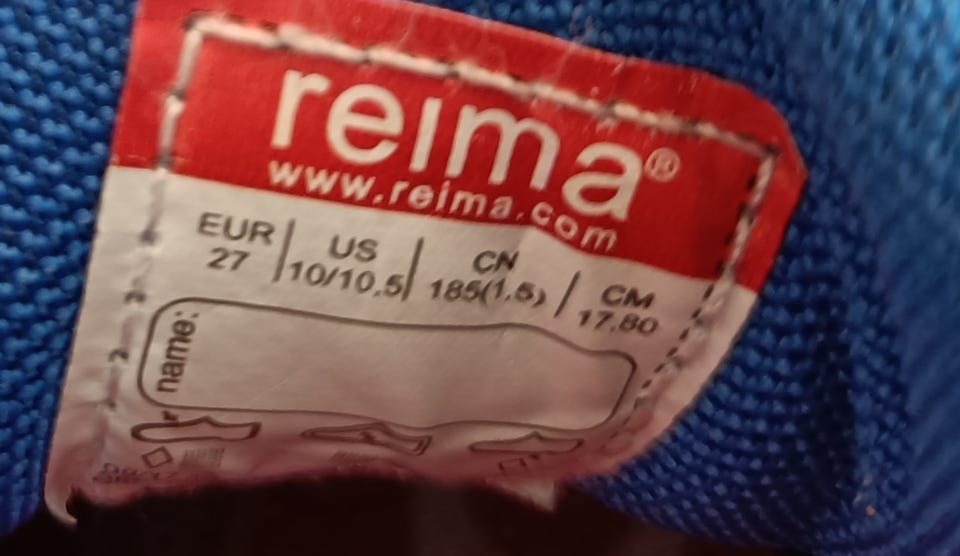 reima®
www.reima.com
EUR | US | CN / CM
27 | 10/10.5 | 185(1.5) / 17.80
name: